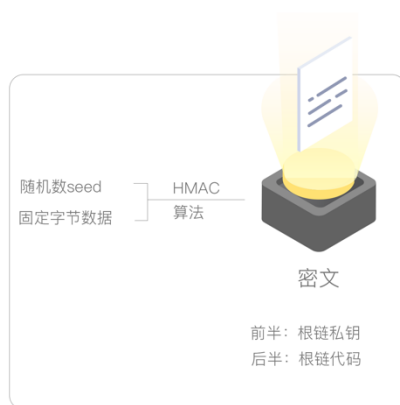 随机数seed
固定字节数据
HMAC
算法
密文
前半：根链私钥
后半：根链代码